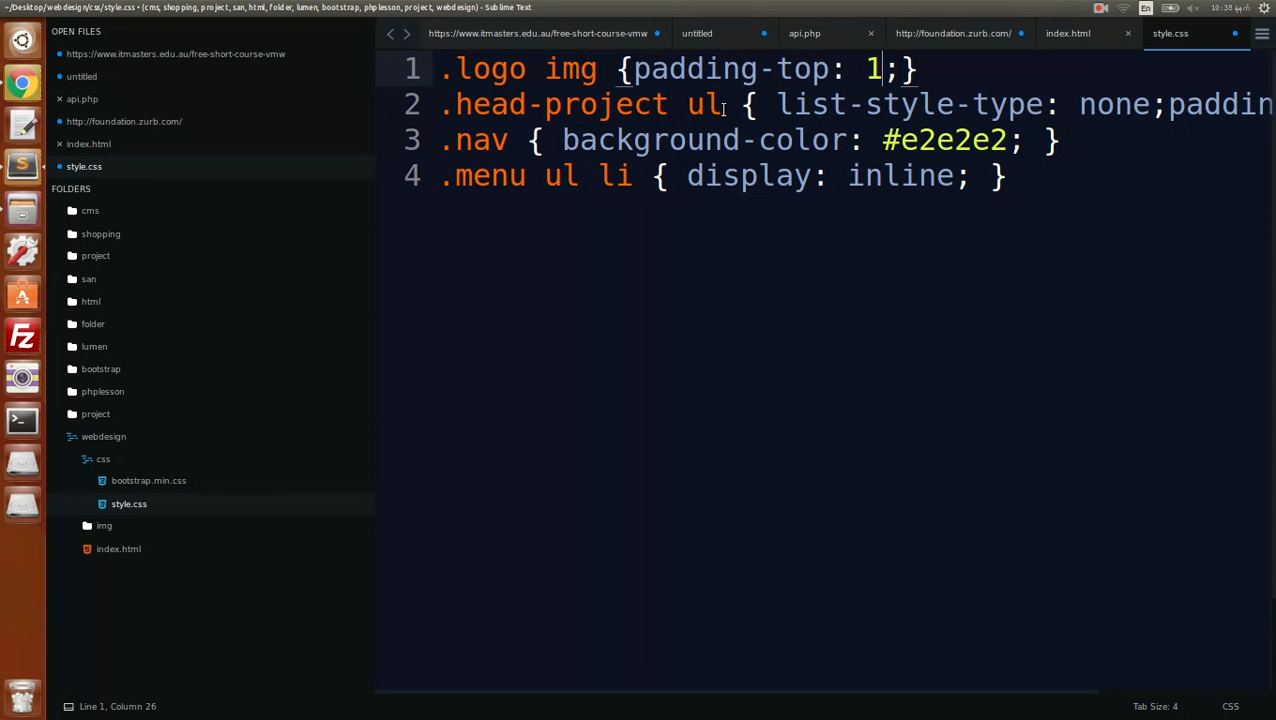 ~/Desktop/webdesign/css/style.css • (cms, shopping, project, san, html, folder, lumen, bootstrap, phplesson, project, webdesign) - Sublime Text
En
OPEN FILES
https://www.itmasters.edu.au/free-short-course-vmw
untitled
api.php
http://foundation.zurb.com/
index.html
style.css
FOLDERS
cms
shopping
project
san
html
folder
lumen
bootstrap
phplesson
project
webdesign
css
bootstrap.min.css
style.css
img
index.html
https://www.itmasters.edu.au/free-short-course-vmw
untitled
api.php
http://foundation.zurb.com/
index.html
style.css
1 .logo img {padding-top: 1;}
2 .head-project ul { list-style-type: none;paddin
3 .nav { background-color: #e2e2e2; }
4 .menu ul li { display: inline; }
Line 1, Column 26
Tab Size: 4
CSS